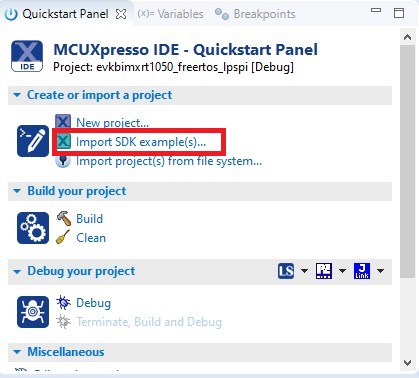 Quickstart Panel (x)= Variables Breakpoints
MCUXpresso IDE - Quickstart Panel
IDE
Project: evkbimxrt1050_freertos_lpspi [Debug]
Create or import a project
New project...
Import SDK example(s)...
Import project(s) from file system...
Build your project
Build
Clean
Debug your project LS J Link
Debug
Terminate, Build and Debug
Miscellaneous